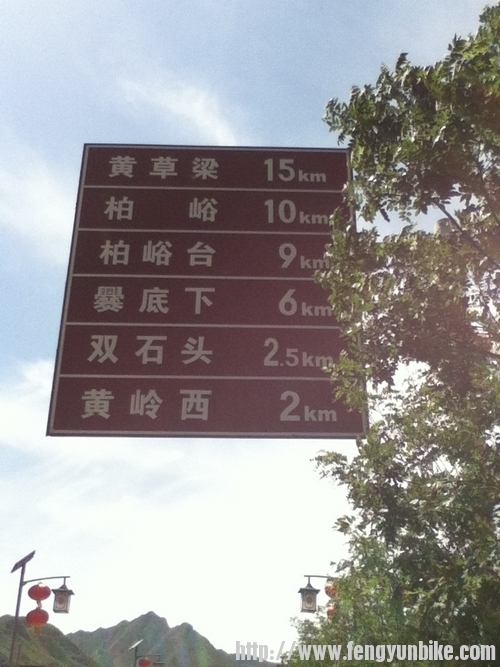 黄草梁 15km
柏峪 10km
柏峪台 9km
爨底下 6km
双石头 2.5km
黄岭西 2km
http://www.fengyunbike.com